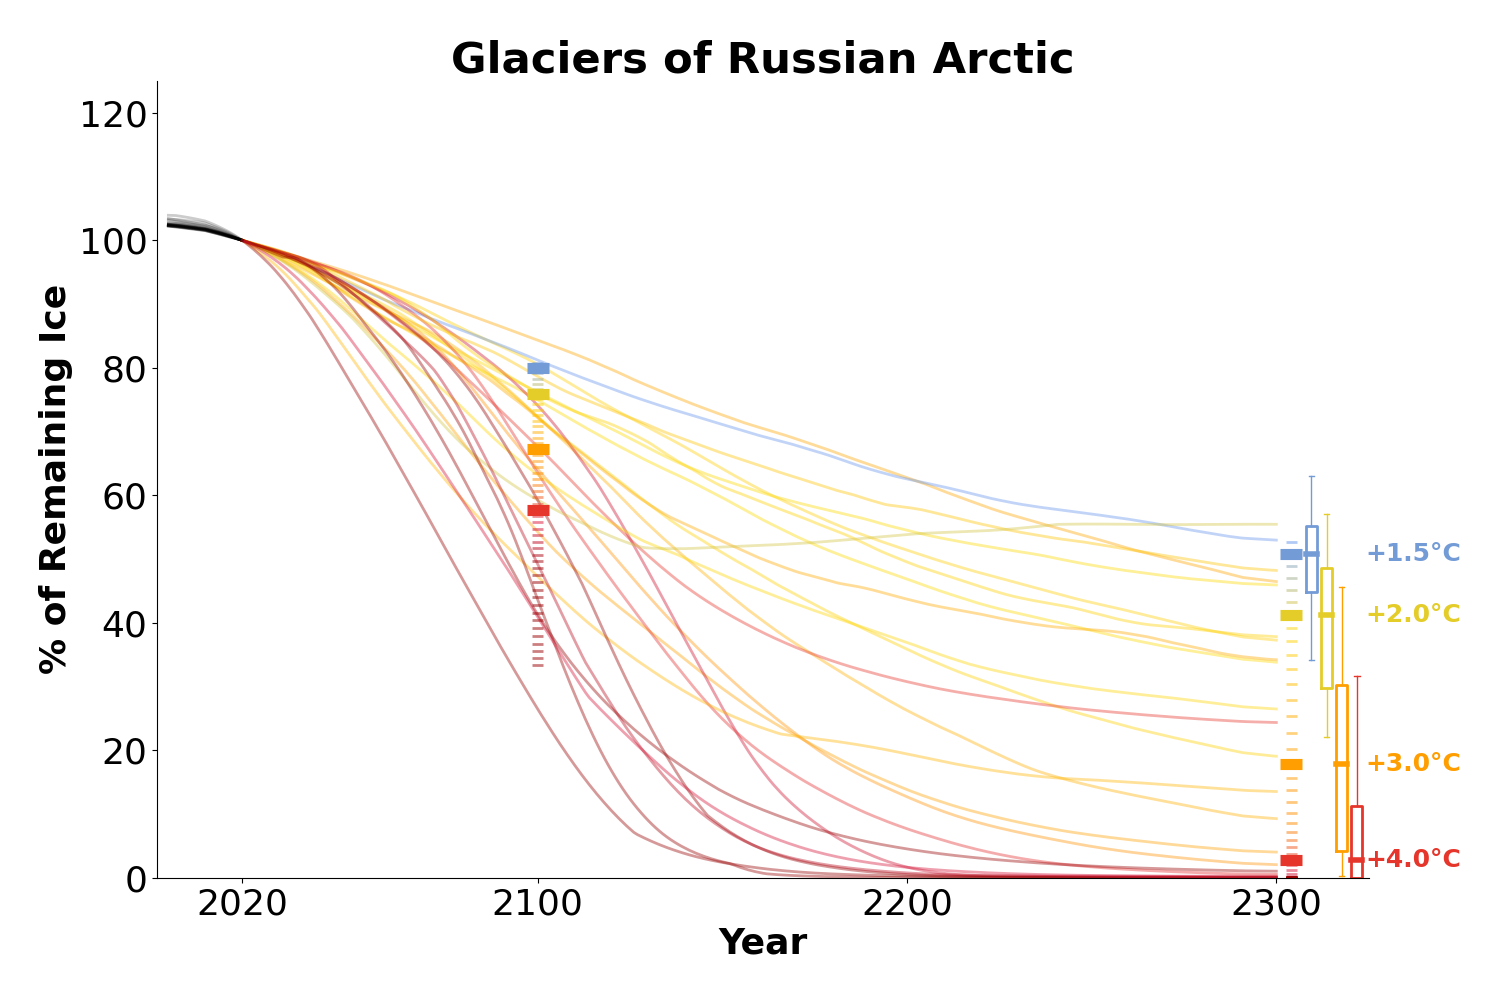 Glaciers of Russian Arctic
% of Remaining Ice
120
100
80
60
40
20
0
2020
2100
2200
2300
Year
+1.5°C
+2.0°C
+3.0°C
+4.0°C